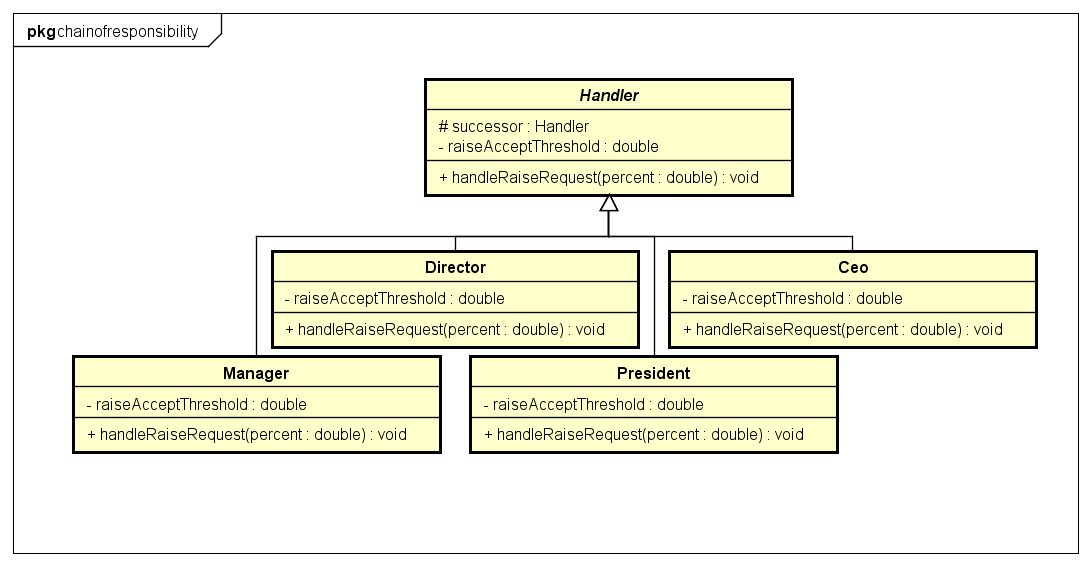 pkg chainofresponsibility
Handler
# successor : Handler
- raiseAcceptThreshold : double
+ handleRaiseRequest(percent : double) : void
Director
- raiseAcceptThreshold : double
+ handleRaiseRequest(percent : double) : void
Ceo
- raiseAcceptThreshold : double
+ handleRaiseRequest(percent : double) : void
Manager
- raiseAcceptThreshold : double
+ handleRaiseRequest(percent : double) : void
President
- raiseAcceptThreshold : double
+ handleRaiseRequest(percent : double) : void